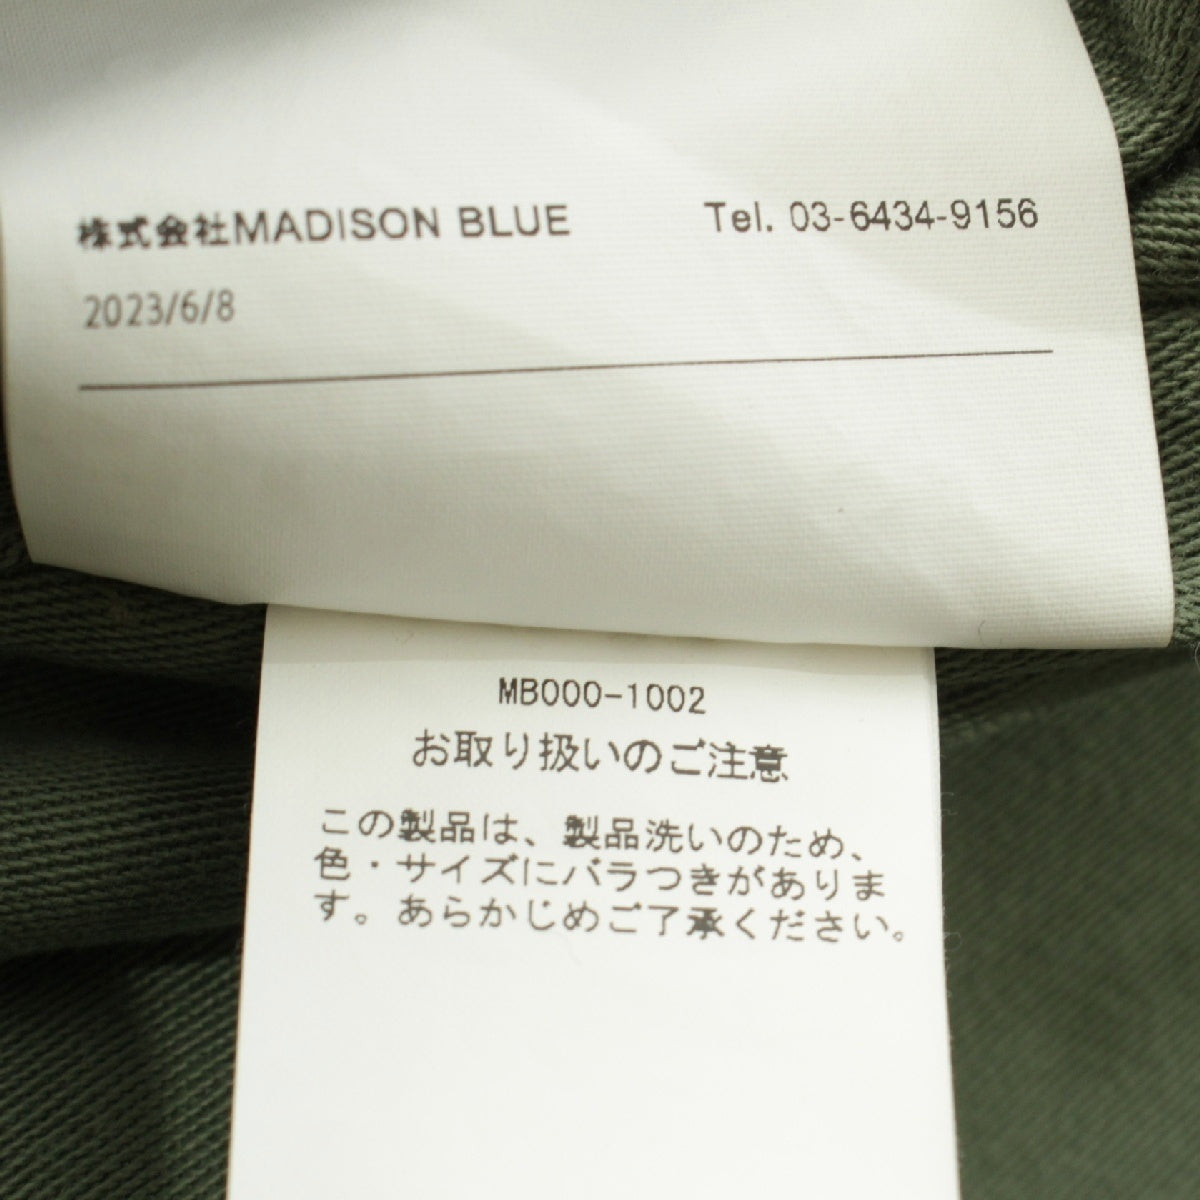 株式会社MADISON BLUE Tel. 03-6434-9156
2023/6/8
MB000-1002
お取り扱いのご注意
この製品は、製品洗いのため、
色・サイズにバラつきがありま
す。あらかじめご了承ください。